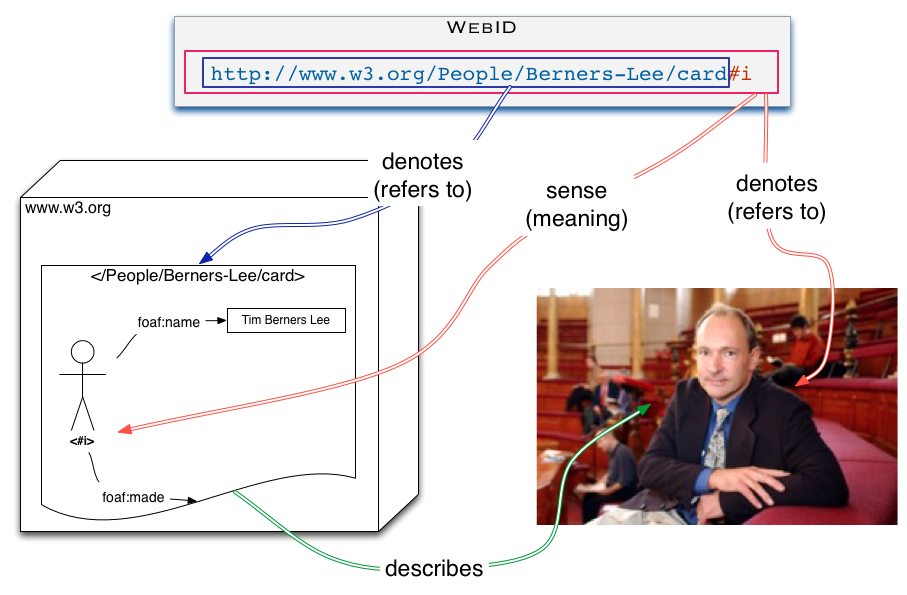 WEBID
http://www.w3.org/People/Berners-Lee/card#i
denotes
(refers to)
sense
(meaning)
denotes
(refers to)
www.w3.org
</People/Berners-Lee/card>
foaf:name
Tim Berners Lee
<#i>
foaf:made
describes